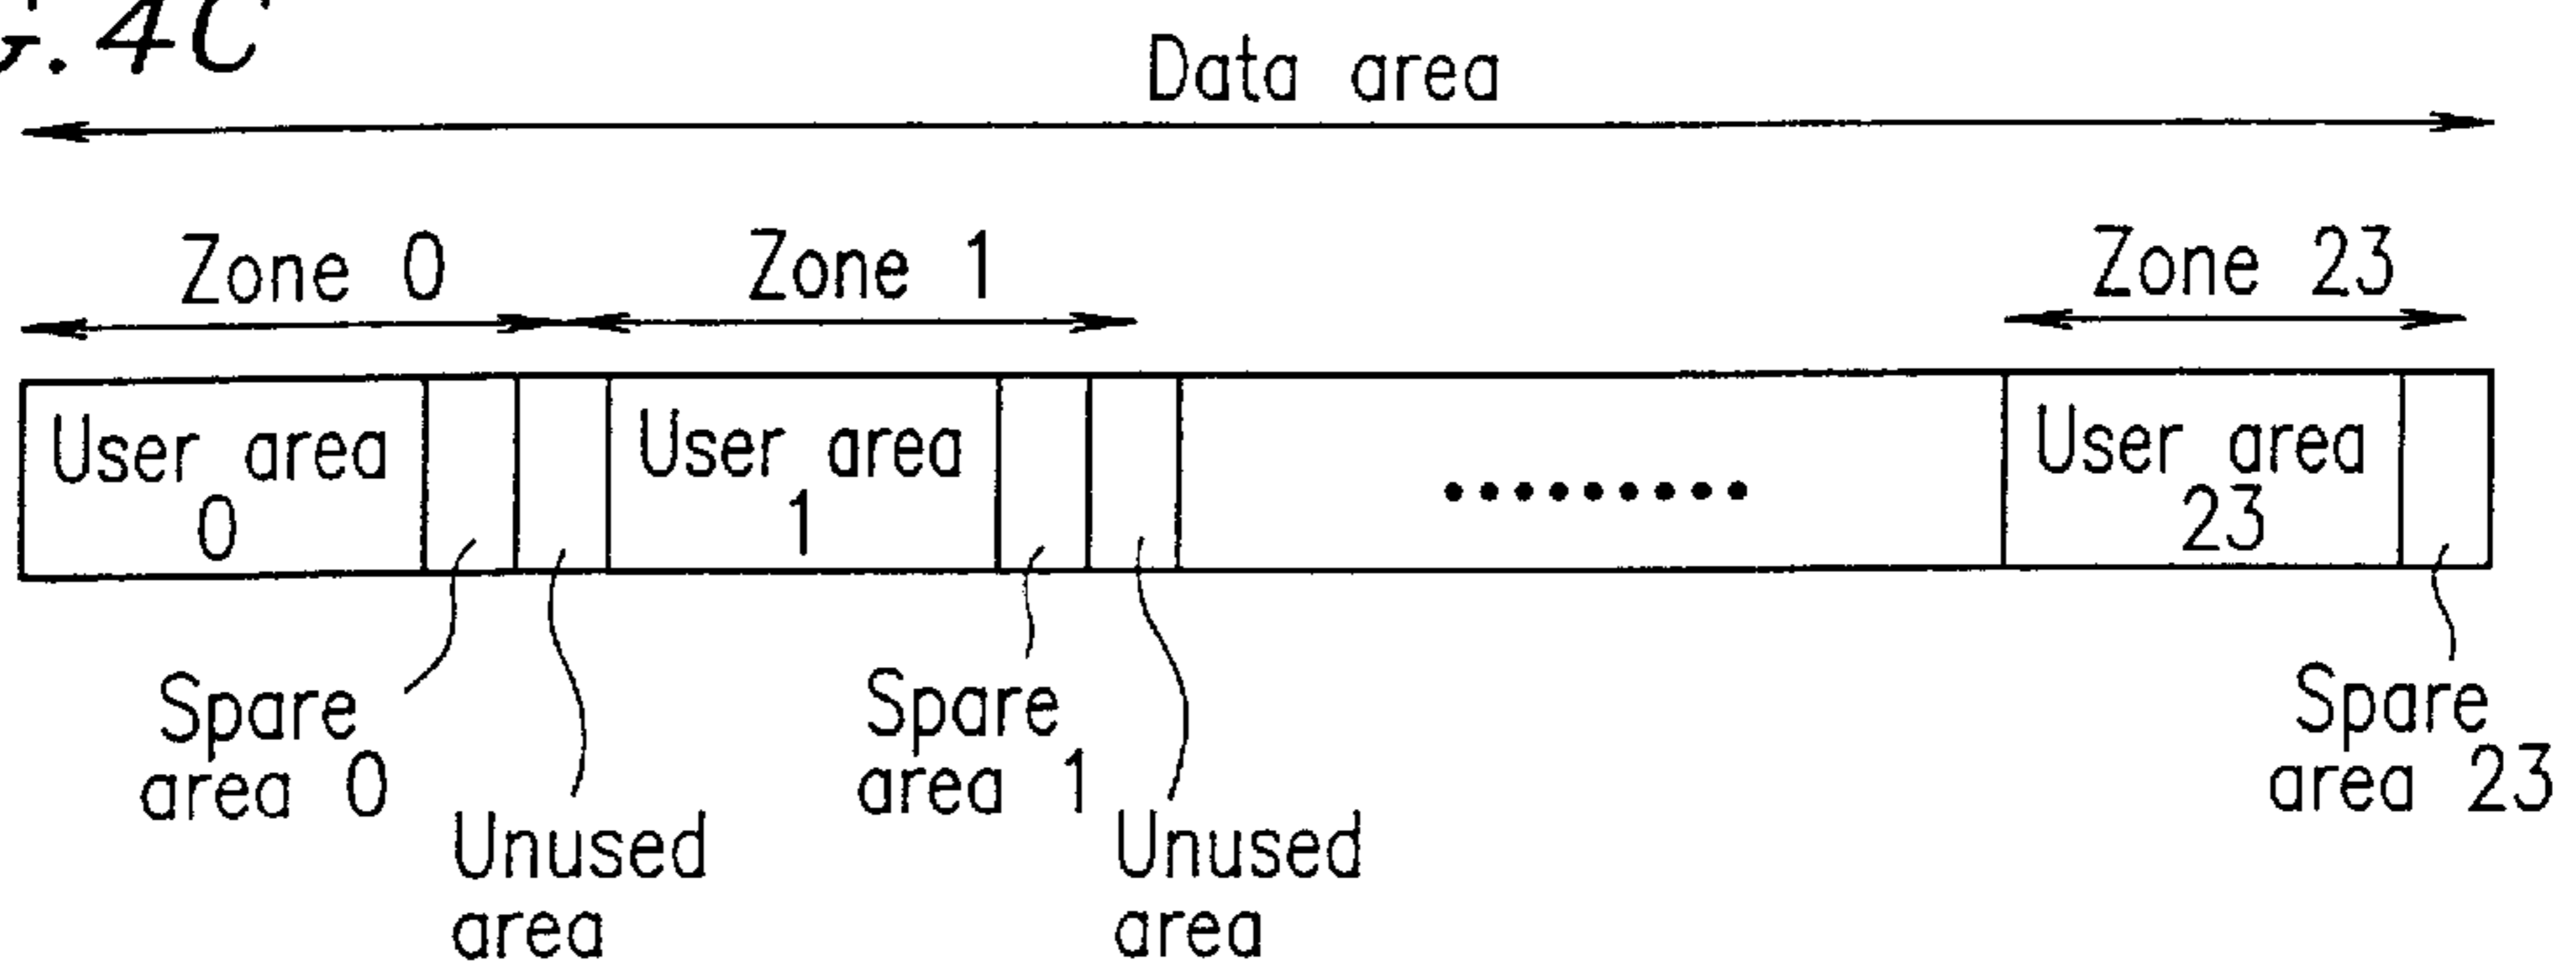 G. 4C
Data area
Zone 0
Zone 1
Zone 23
User area
0
User area
1
.........
User area
23
Spare
area 0
Unused
area
Spare
area 1
Unused
area
Spare
area 23